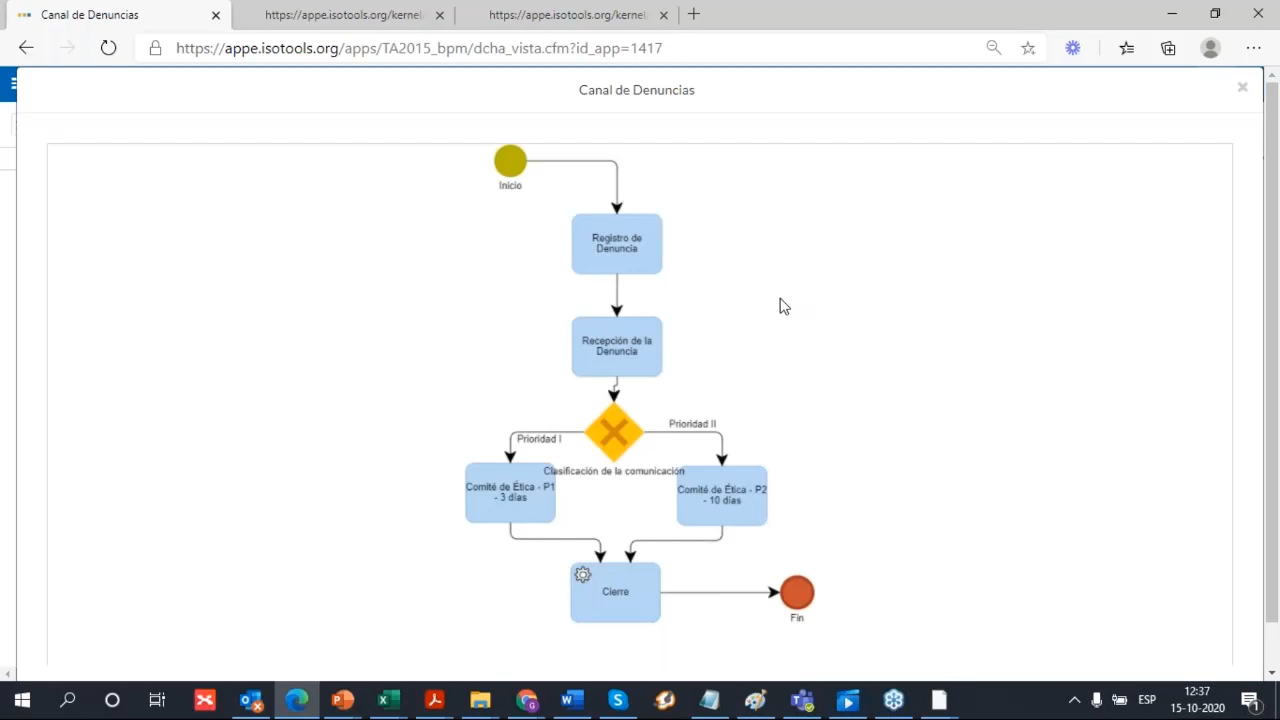 Canal de Denuncias
https://appe.isotools.org/kernel
https://appe.isotools.org/kernel
https://appe.isotools.org/apps/TA2015_bpm/dcha_vista.cfm?id_app=1417
Canal de Denuncias
Inicio
Registro de
Denuncia
Recepción de la
Denuncia
Prioridad I
Prioridad II
Clasificación de la comunicación
Comité de Ética - P1
- 3 días
Comité de Ética - P2
- 10 días
Cierre
Fin
ESP
12:37
15-10-2020